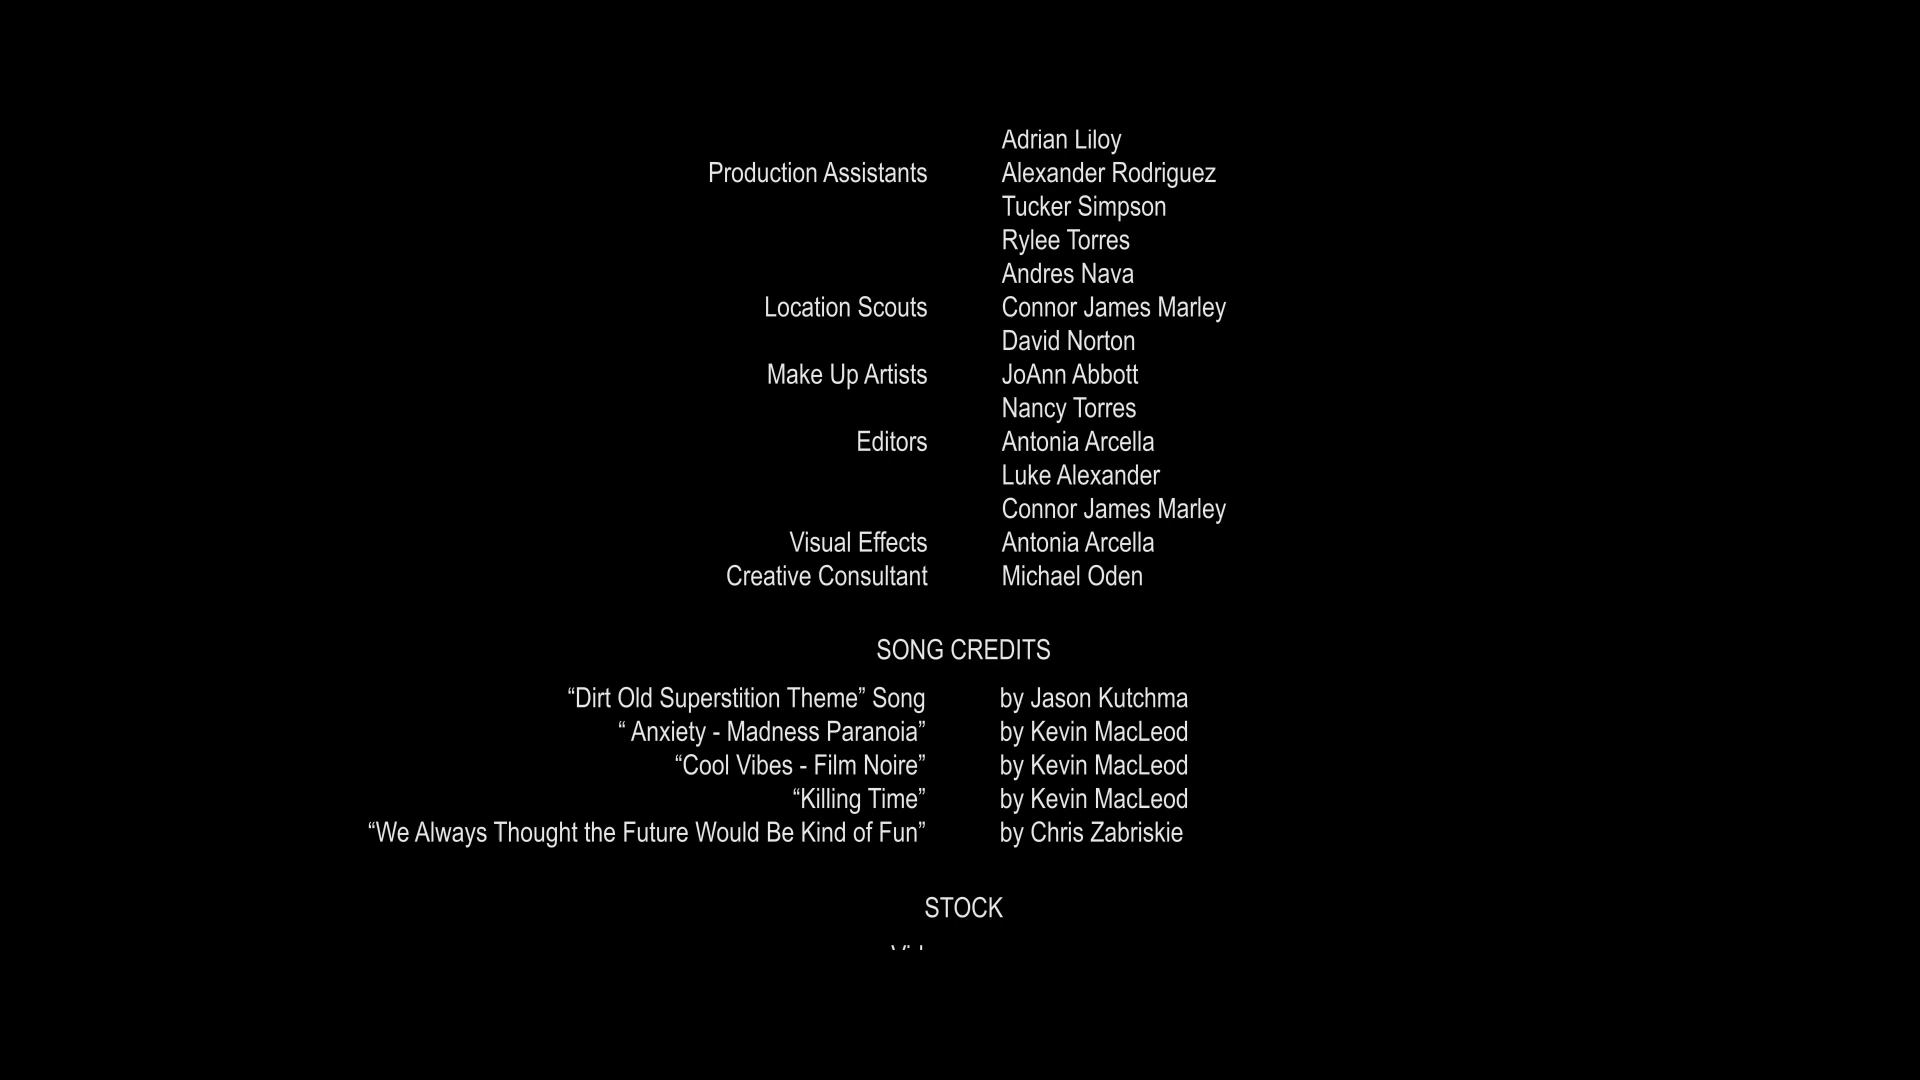 Adrian Liloy
Production Assistants Alexander Rodriguez
Tucker Simpson
Rylee Torres
Andres Nava
Location Scouts Connor James Marley
David Norton
Make Up Artists JoAnn Abbott
Nancy Torres
Editors Antonia Arcella
Luke Alexander
Connor James Marley
Visual Effects Antonia Arcella
Creative Consultant Michael Oden
SONG CREDITS
“Dirt Old Superstition Theme” Song by Jason Kutchma
“ Anxiety - Madness Paranoia” by Kevin MacLeod
“Cool Vibes - Film Noire” by Kevin MacLeod
“Killing Time” by Kevin MacLeod
“We Always Thought the Future Would Be Kind of Fun” by Chris Zabriskie
STOCK